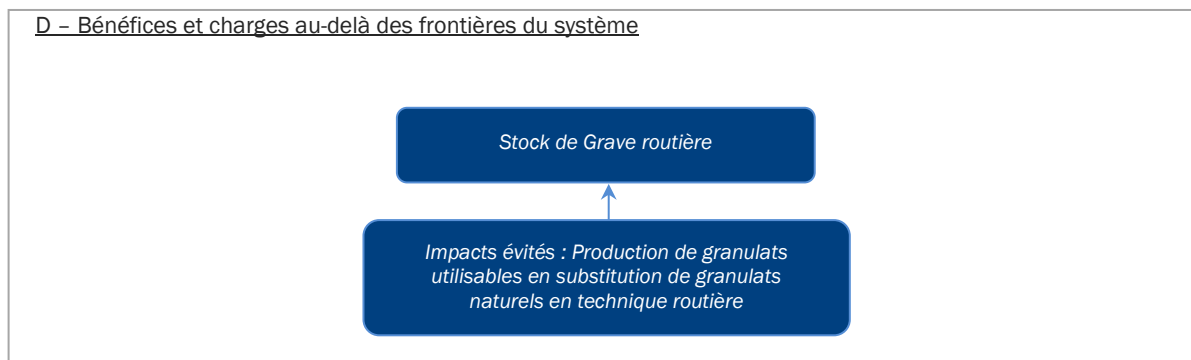 D – Bénéfices et charges au-delà des frontières du système
Stock de Grave routière
Impacts évités : Production de granulats
utilisables en substitution de granulats
naturels en technique routière